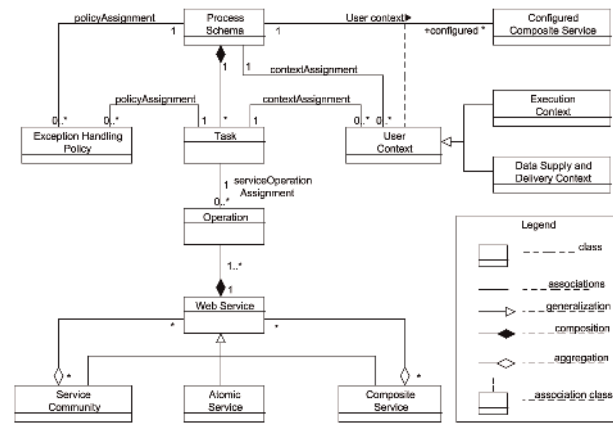 policyAssignment
Process
Schema
User context
Configured
Composite Service
1
1
+configured *
1
1
contextAssignment
policyAssignment
contextAssignment
0..*
0..*
1
*
1
0..*
0..*
Exception Handling
Policy
Task
User
Context
Execution
Context
Data Supply and
Delivery Context
1
serviceOperation
Assignment
0..*
Operation
1..*
1
Web Service
*
*
*
*
Service
Community
Atomic
Service
Composite
Service
Legend
class
associations
generalization
composition
aggregation
association class